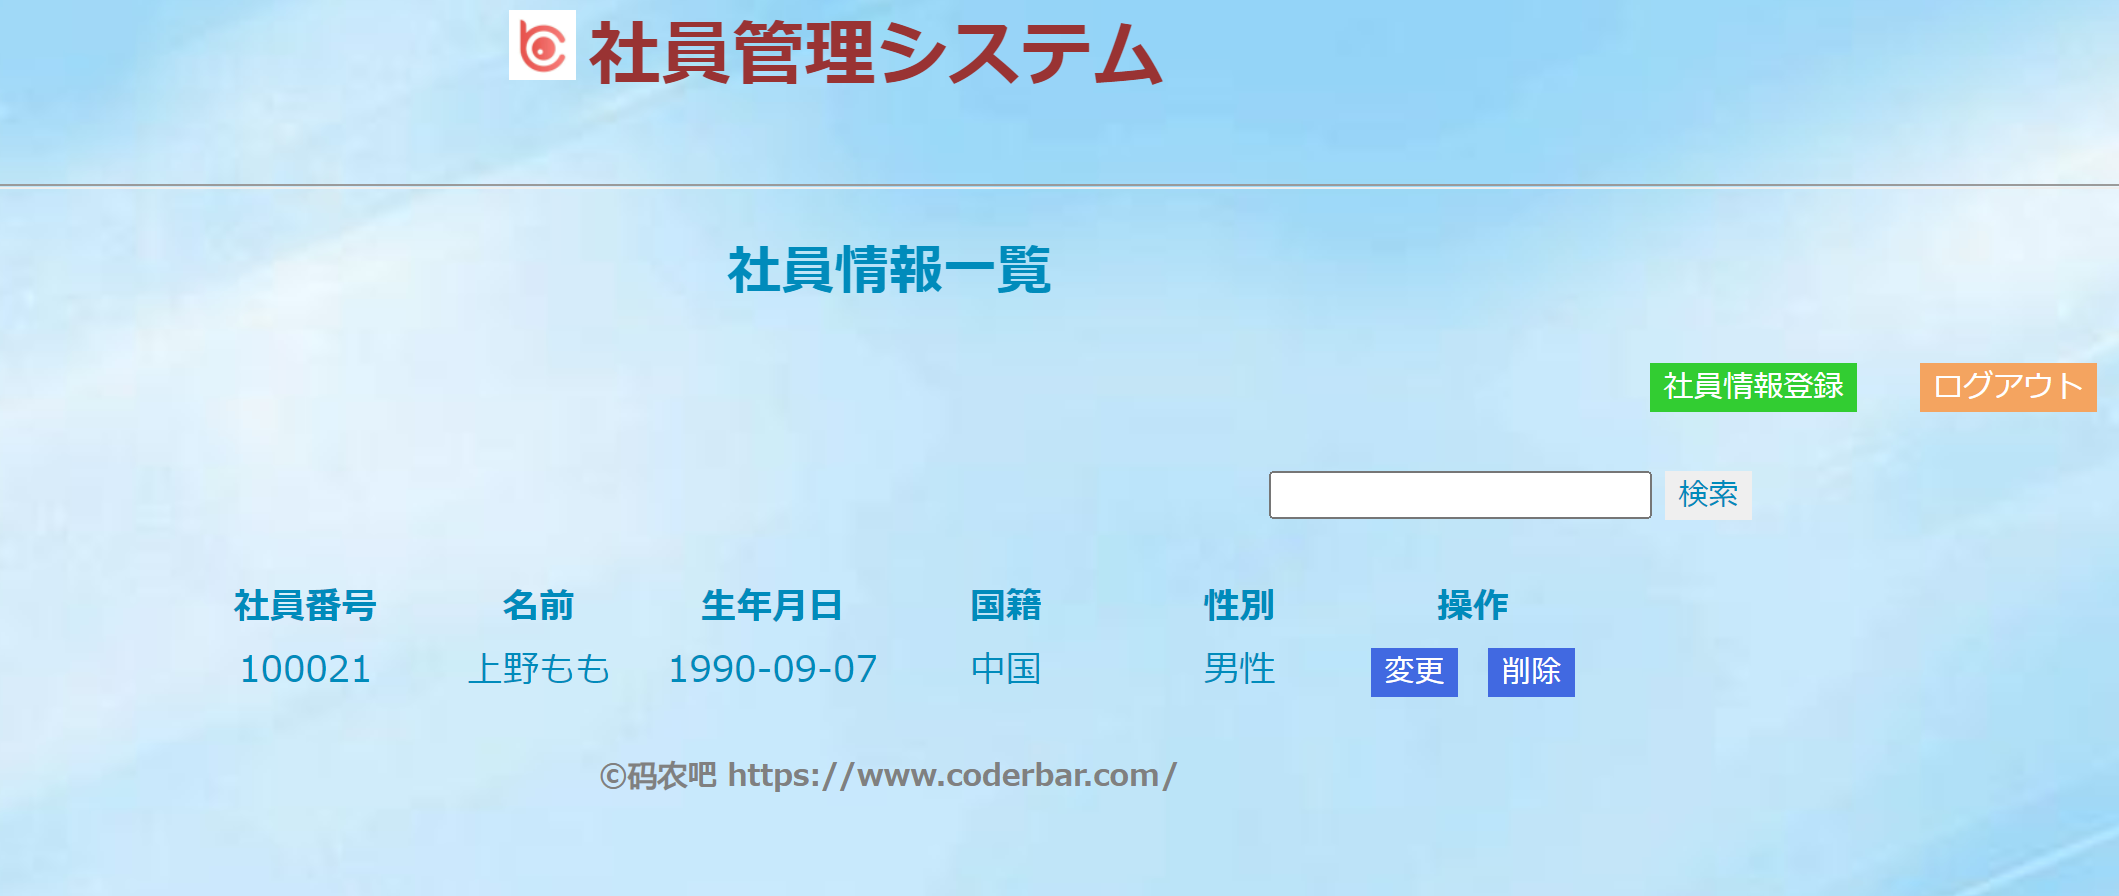 社員管理システム
社員情報一覧
社員情報登録 ログアウト
検索
社員番号 名前 生年月日 国籍 性別 操作
100021 上野もも 1990-09-07 中国 男性 変更 削除
©码农吧 https://www.coderbar.com/